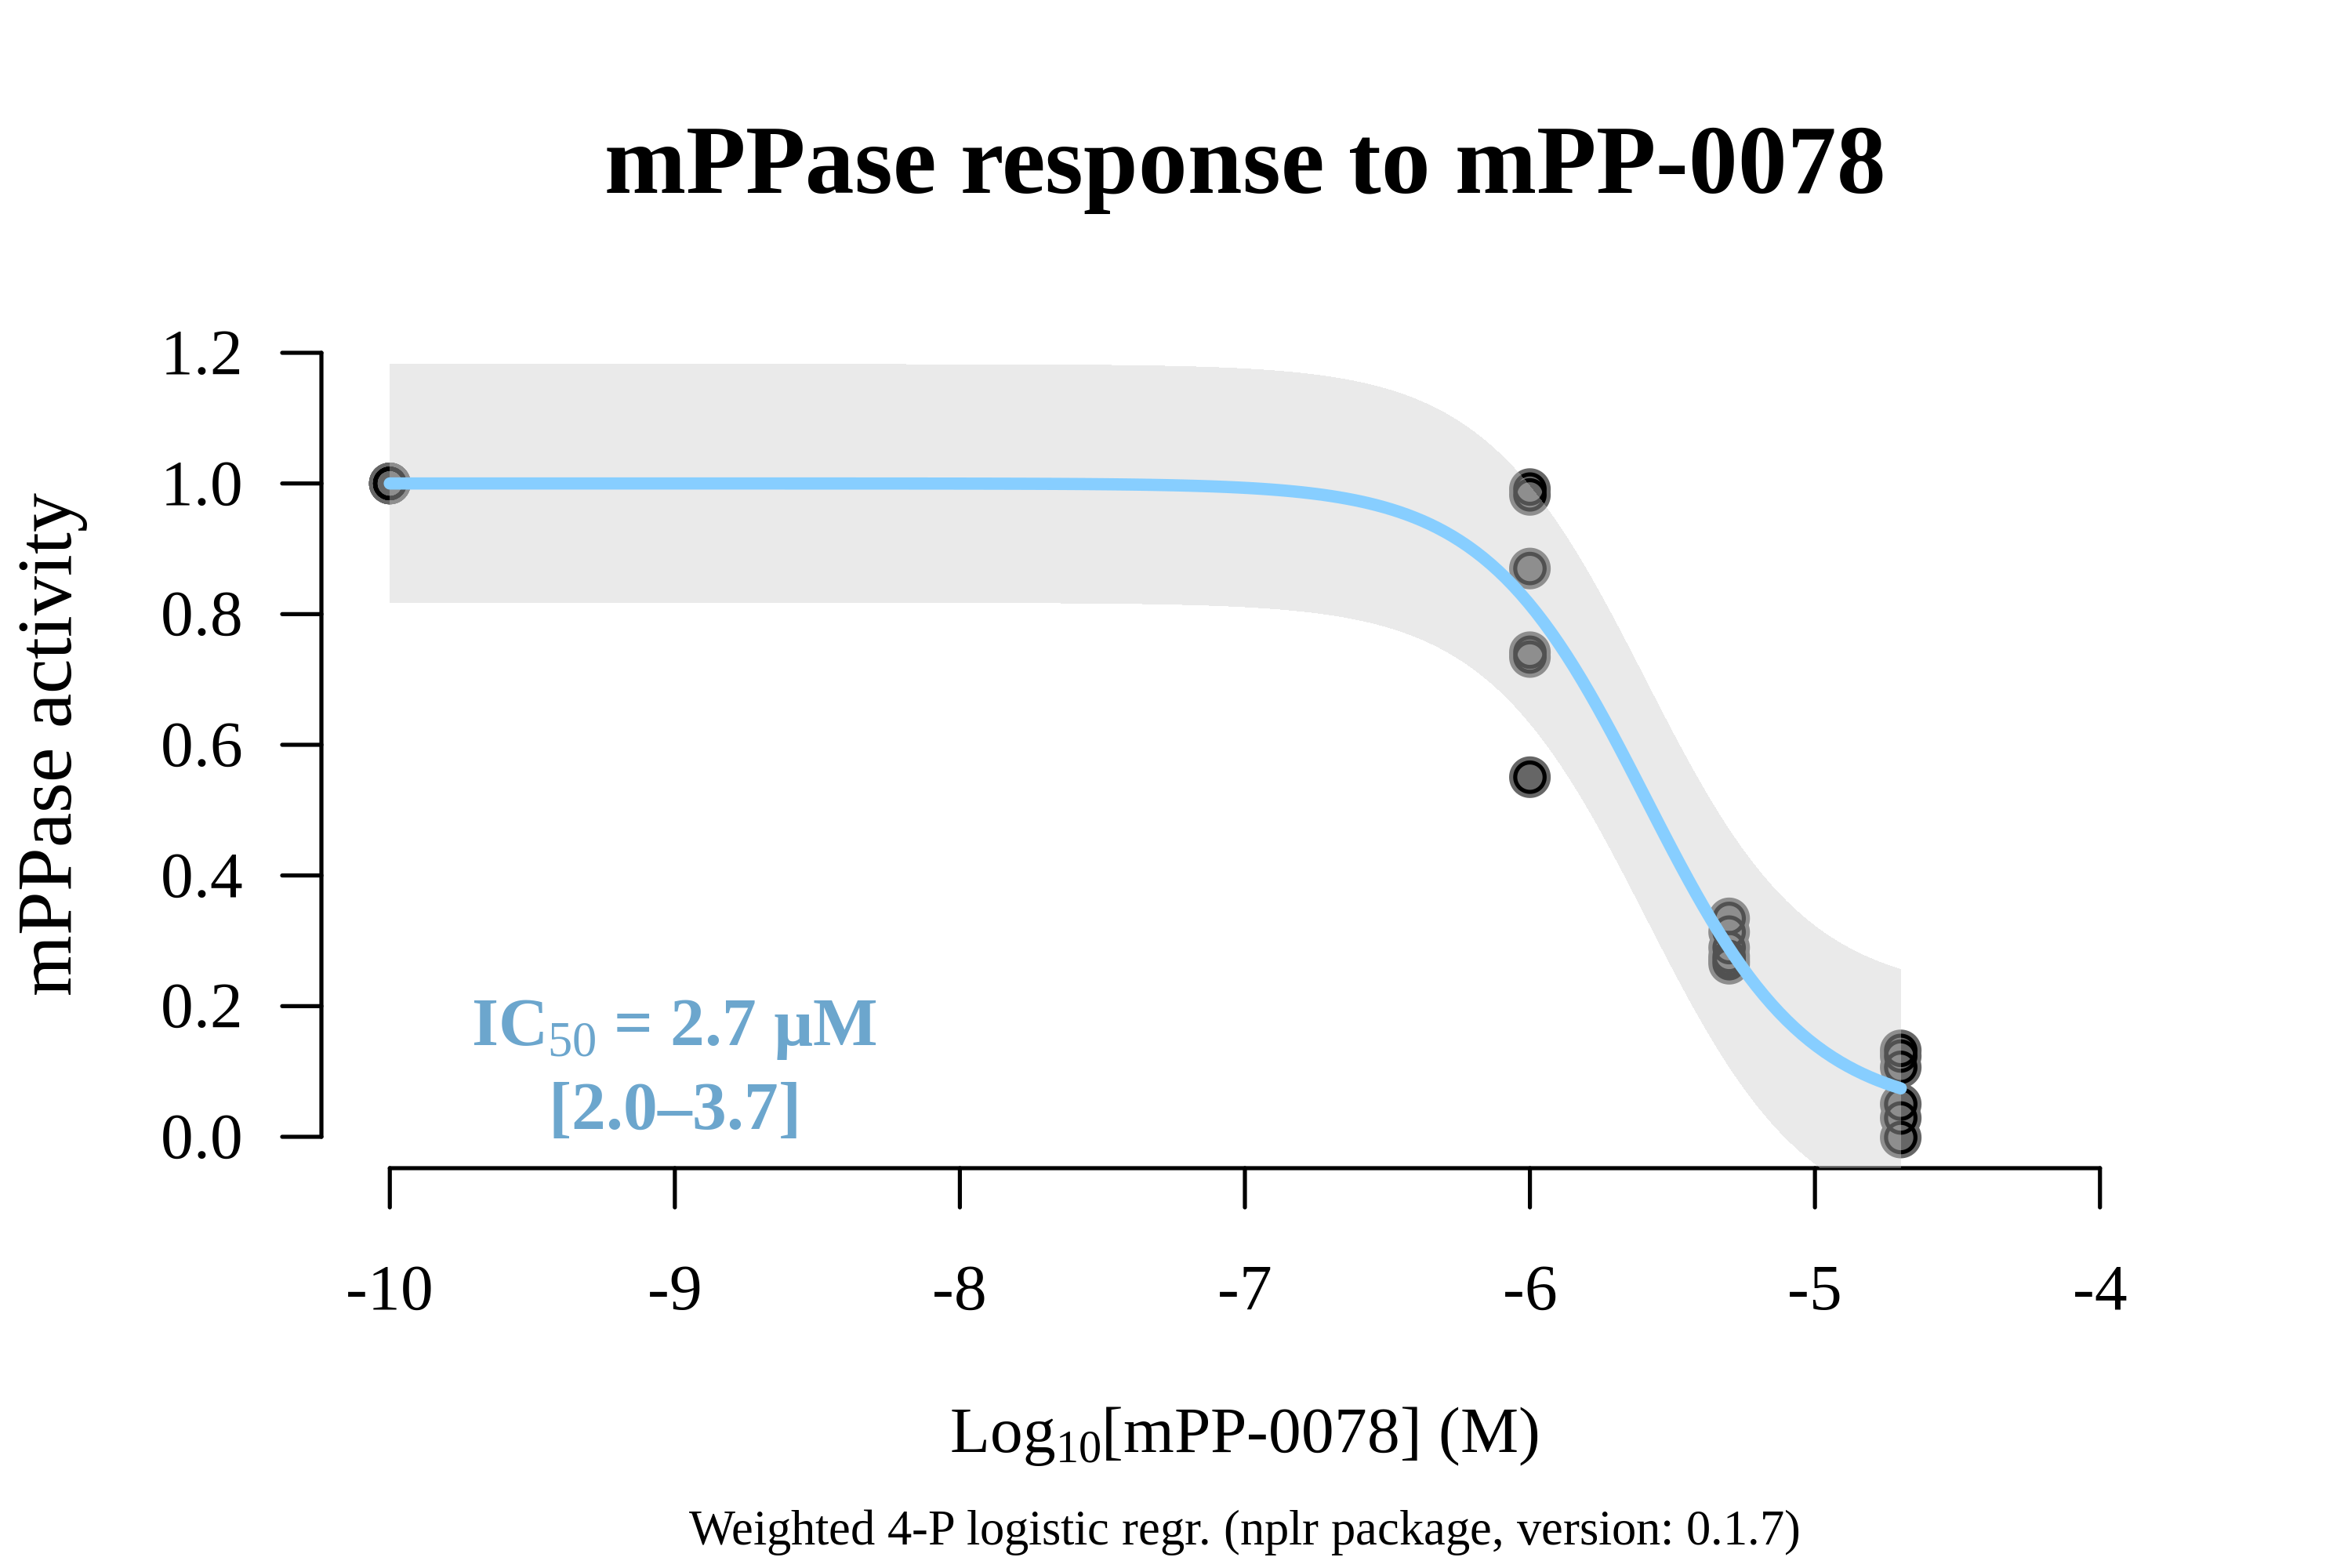 mPPase response to mPP-0078
mPPase activity
1.2
1.0
0.8
0.6
0.4
0.2
0.0
IC50 = 2.7 µM
[2.0–3.7]
-10 -9 -8 -7 -6 -5 -4
Log10[mPP-0078] (M)
Weighted 4-P logistic regr. (nplr package, version: 0.1.7)